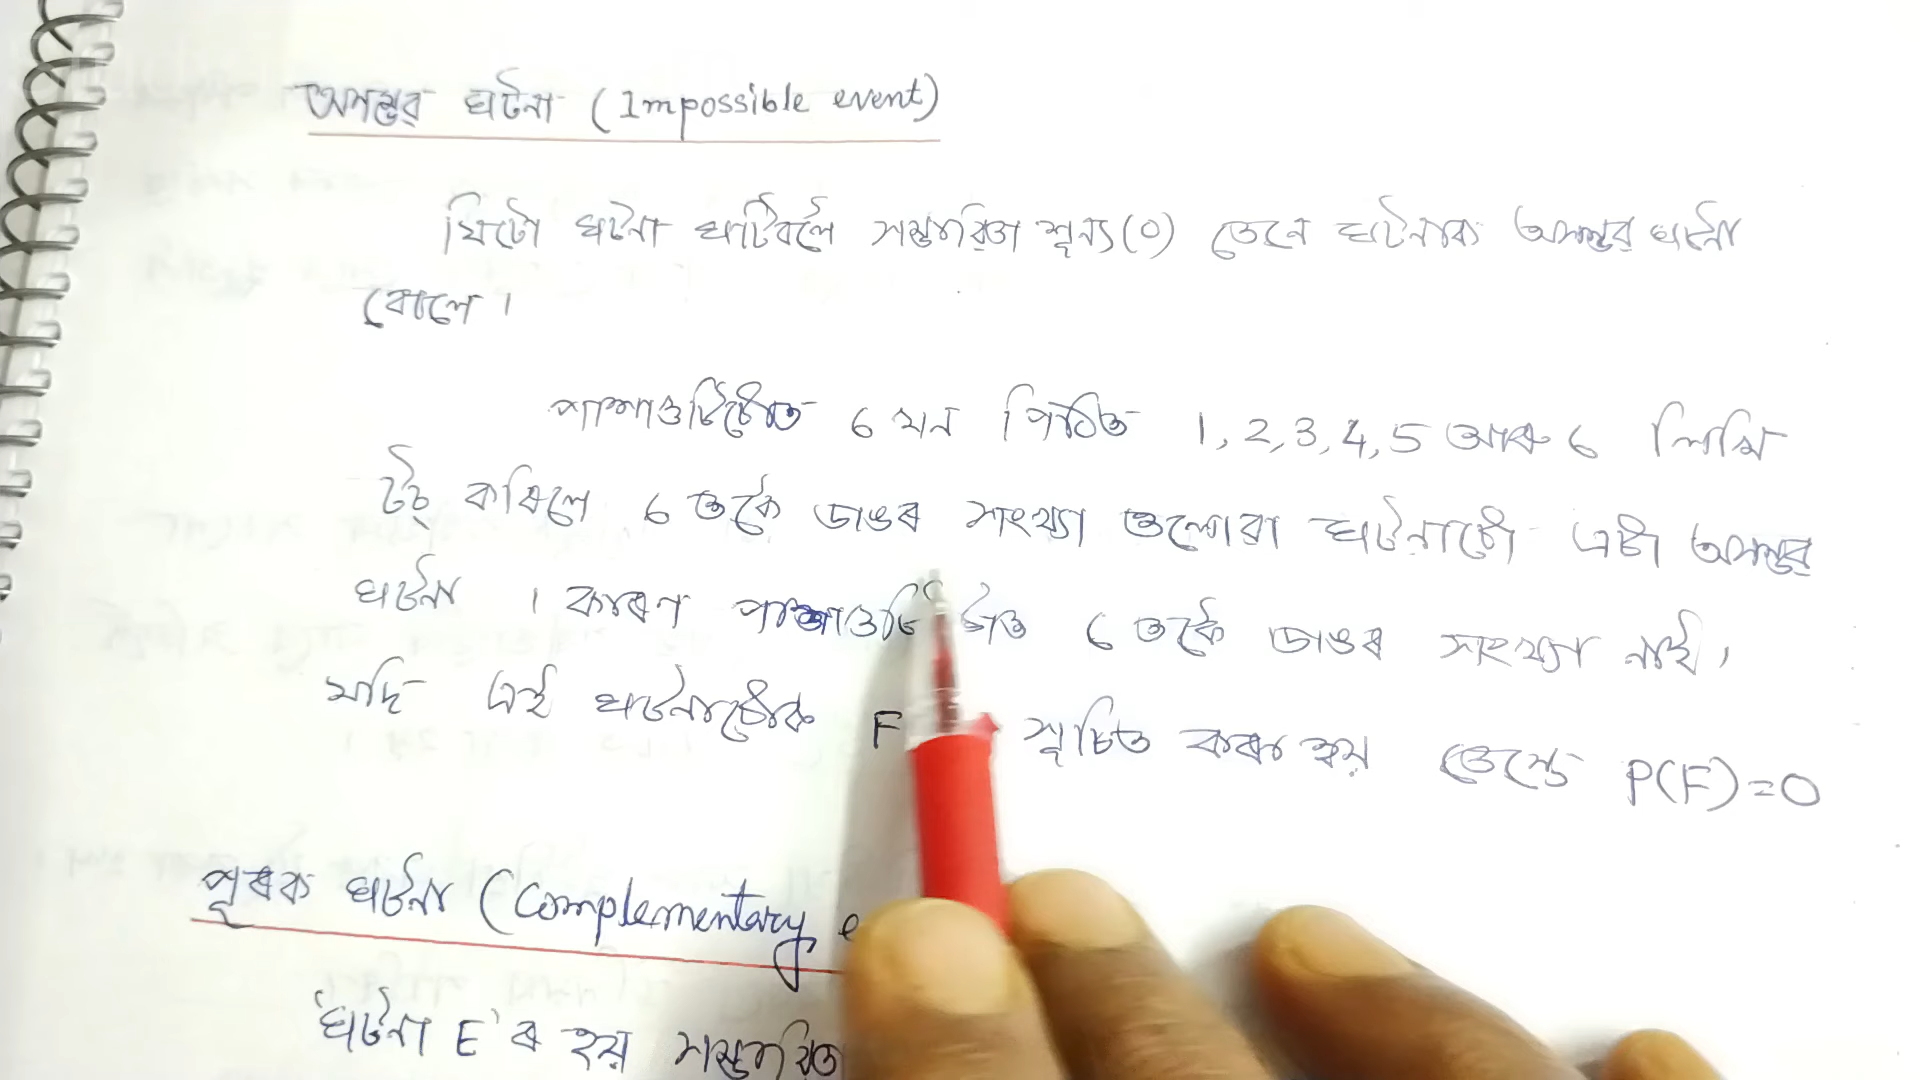 অসম্ভৱ ঘটনা (Impossible event)
যিটো ঘটনা ঘটিবলৈ সম্ভাৱিতা শূন্য (0) তেনে ঘটনাক অসম্ভৱ ঘটনা
বোলে ।
পাশাগুটিটোত 6 খন পিঠিত 1, 2, 3, 4, 5 আৰু 6 লিখি
টছ্ কৰিলে 6 তকৈ ডাঙৰ সংখ্যা ওলোৱা ঘটনাটো এটা অসম্ভৱ
ঘটনা । কাৰণ 6 তকৈ ডাঙৰ সংখ্যা নাই ।
যদি এই ঘটনাটোক F সূচিত কৰা হয় তেন্তে P(F)=0
পূৰক ঘটনা (Complementary
ঘটনা E'ৰ হয় সম্ভাৱিতা